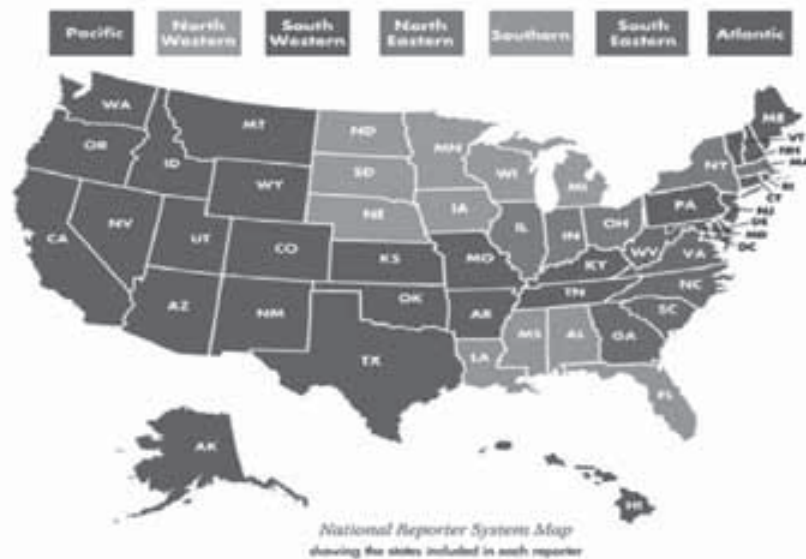 Pacific
North Western
South Western
North Eastern
Southern
South Eastern
Atlantic
WA
MT
ND
MN
ME
VT
NH
MA
OR
ID
SD
WI
MI
NY
RI
CT
WY
NE
IA
PA
NJ
DE
MD
DC
NV
UT
CO
IL
IN
OH
WV
VA
CA
KS
MO
KY
NC
AZ
NM
OK
AR
TN
SC
MS
AL
GA
TX
LA
FL
AK
HI
National Reporter System Map
showing the states included in each reporter